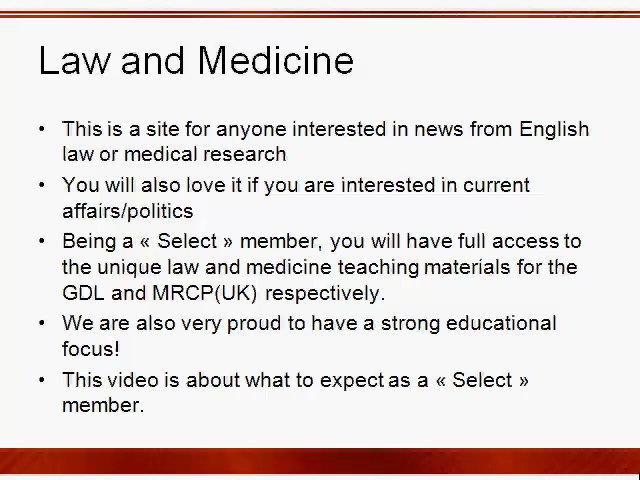 Law and Medicine
• This is a site for anyone interested in news from English
law or medical research
• You will also love it if you are interested in current
affairs/politics
• Being a « Select » member, you will have full access to
the unique law and medicine teaching materials for the
GDL and MRCP(UK) respectively.
• We are also very proud to have a strong educational
focus!
• This video is about what to expect as a « Select »
member.